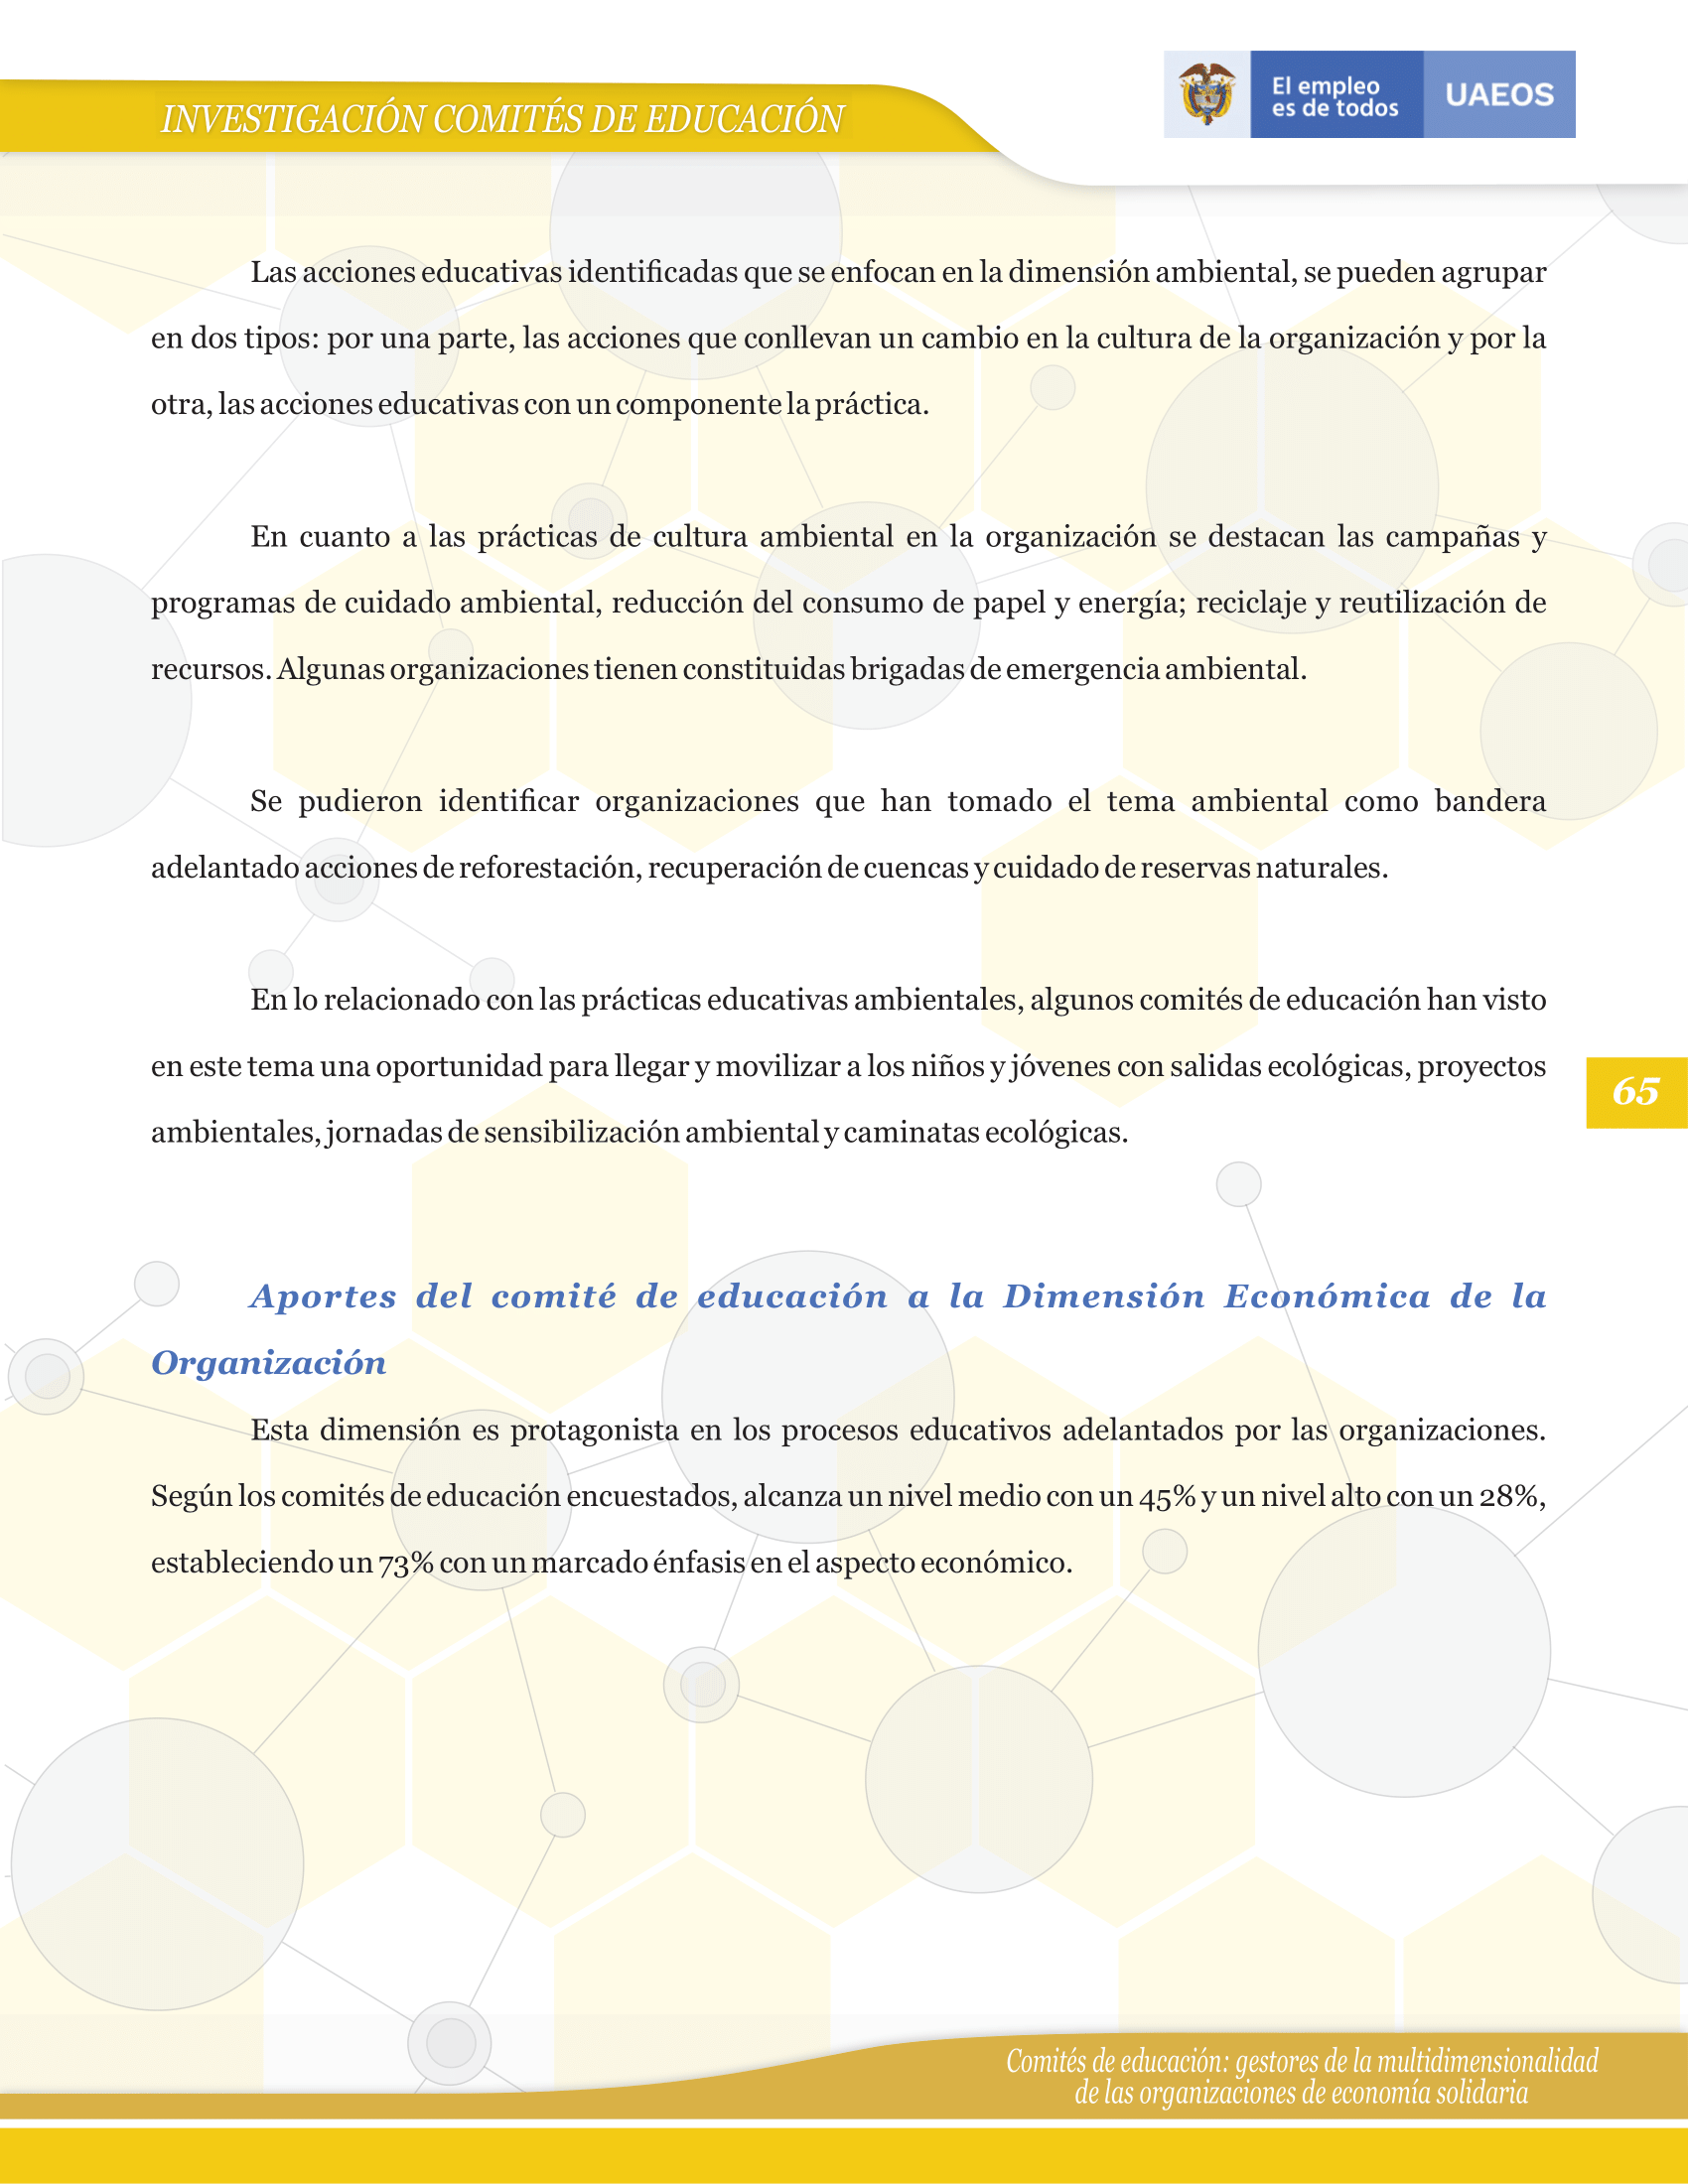 INVESTIGACIÓN COMITÉS DE EDUCACIÓN
El empleo
es de todos
UAEOS
Las acciones educativas identificadas que se enfocan en la dimensión ambiental, se pueden agrupar
en dos tipos: por una parte, las acciones que conllevan un cambio en la cultura de la organización y por la
otra, las acciones educativas con un componente la práctica.
En cuanto a las prácticas de cultura ambiental en la organización se destacan las campañas y
programas de cuidado ambiental, reducción del consumo de papel y energía; reciclaje y reutilización de
recursos. Algunas organizaciones tienen constituidas brigadas de emergencia ambiental.
Se pudieron identificar organizaciones que han tomado el tema ambiental como bandera
adelantado acciones de reforestación, recuperación de cuencas y cuidado de reservas naturales.
En lo relacionado con las prácticas educativas ambientales, algunos comités de educación han visto
en este tema una oportunidad para llegar y movilizar a los niños y jóvenes con salidas ecológicas, proyectos
ambientales, jornadas de sensibilización ambiental y caminatas ecológicas.
65
Aportes del comité de educación a la Dimensión Económica de la
Organización
Esta dimensión es protagonista en los procesos educativos adelantados por las organizaciones.
Según los comités de educación encuestados, alcanza un nivel medio con un 45% y un nivel alto con un 28%,
estableciendo un 73% con un marcado énfasis en el aspecto económico.
Comités de educación: gestores de la multidimensionalidad
de las organizaciones de economía solidaria